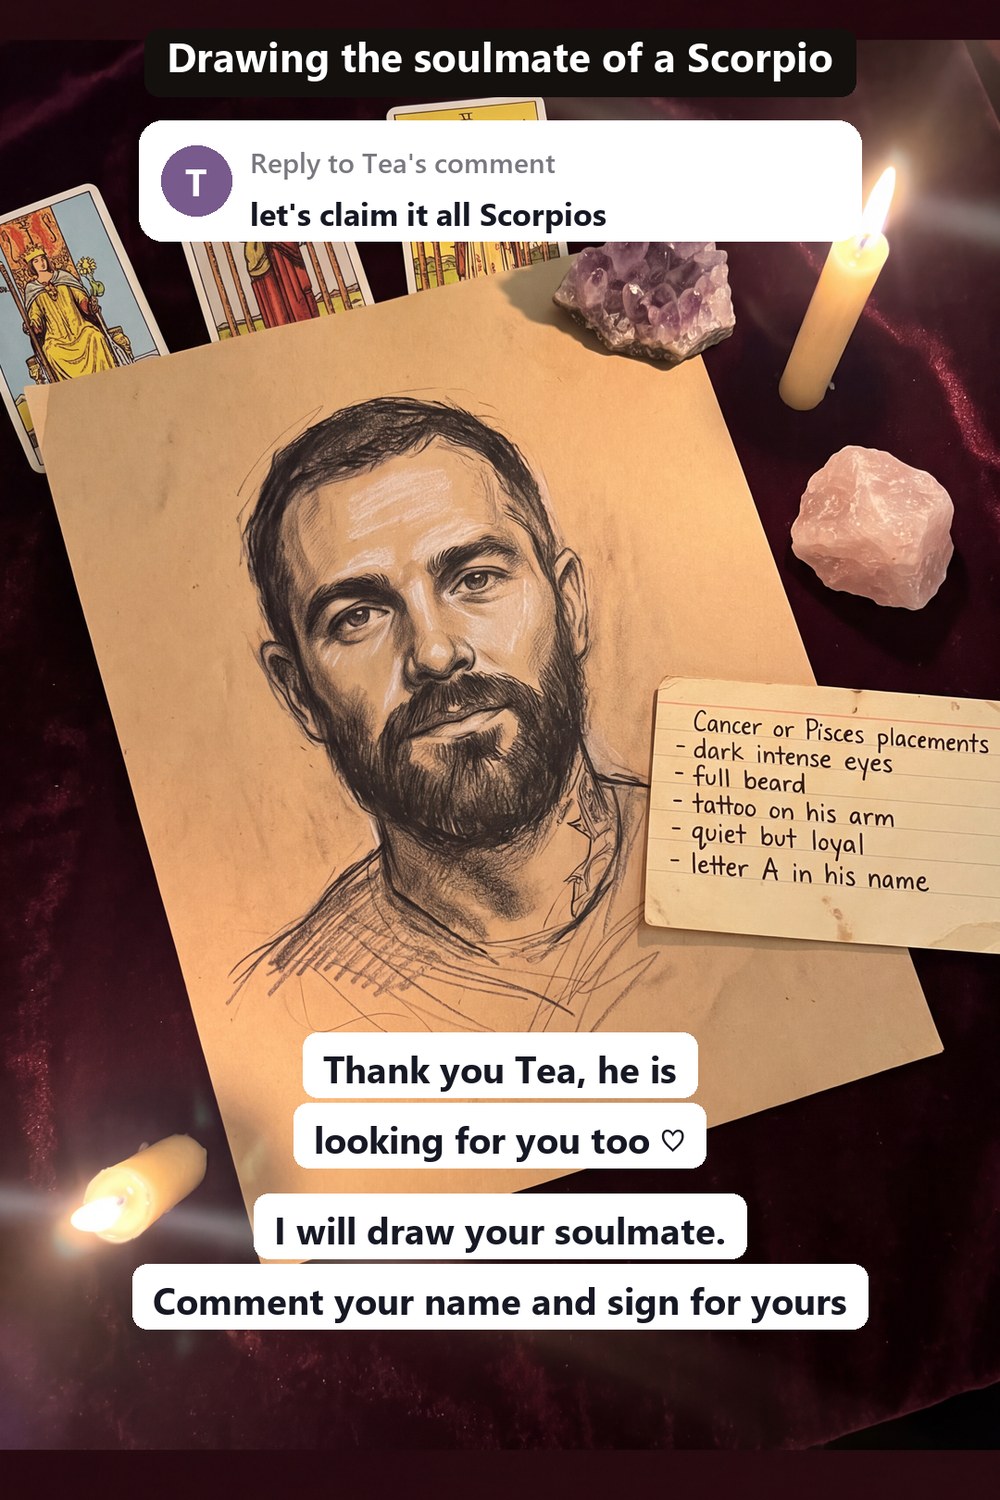 Drawing the soulmate of a Scorpio
T
Reply to Tea's comment
let's claim it all Scorpios
II
Cancer or Pisces placements
- dark intense eyes
- full beard
- tattoo on his arm
- quiet but loyal
- letter A in his name
Thank you Tea, he is
looking for you too ♡
I will draw your soulmate.
Comment your name and sign for yours